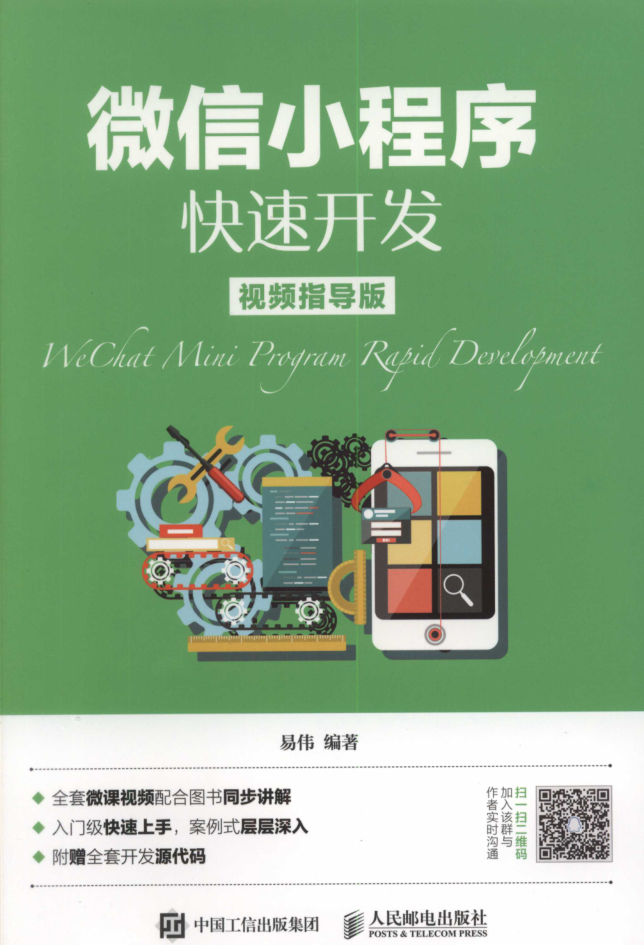 微信小程序
快速开发
视频指导版
WeChat Mini Program Rapid Development
易伟 编著
◆ 全套微课视频配合图书同步讲解
◆ 入门级快速上手，案例式层层深入
◆ 附赠全套开发源代码
扫一扫二维码
加入该群与
作者实时沟通
中国工信出版集团
人民邮电出版社
POSTS & TELECOM PRESS